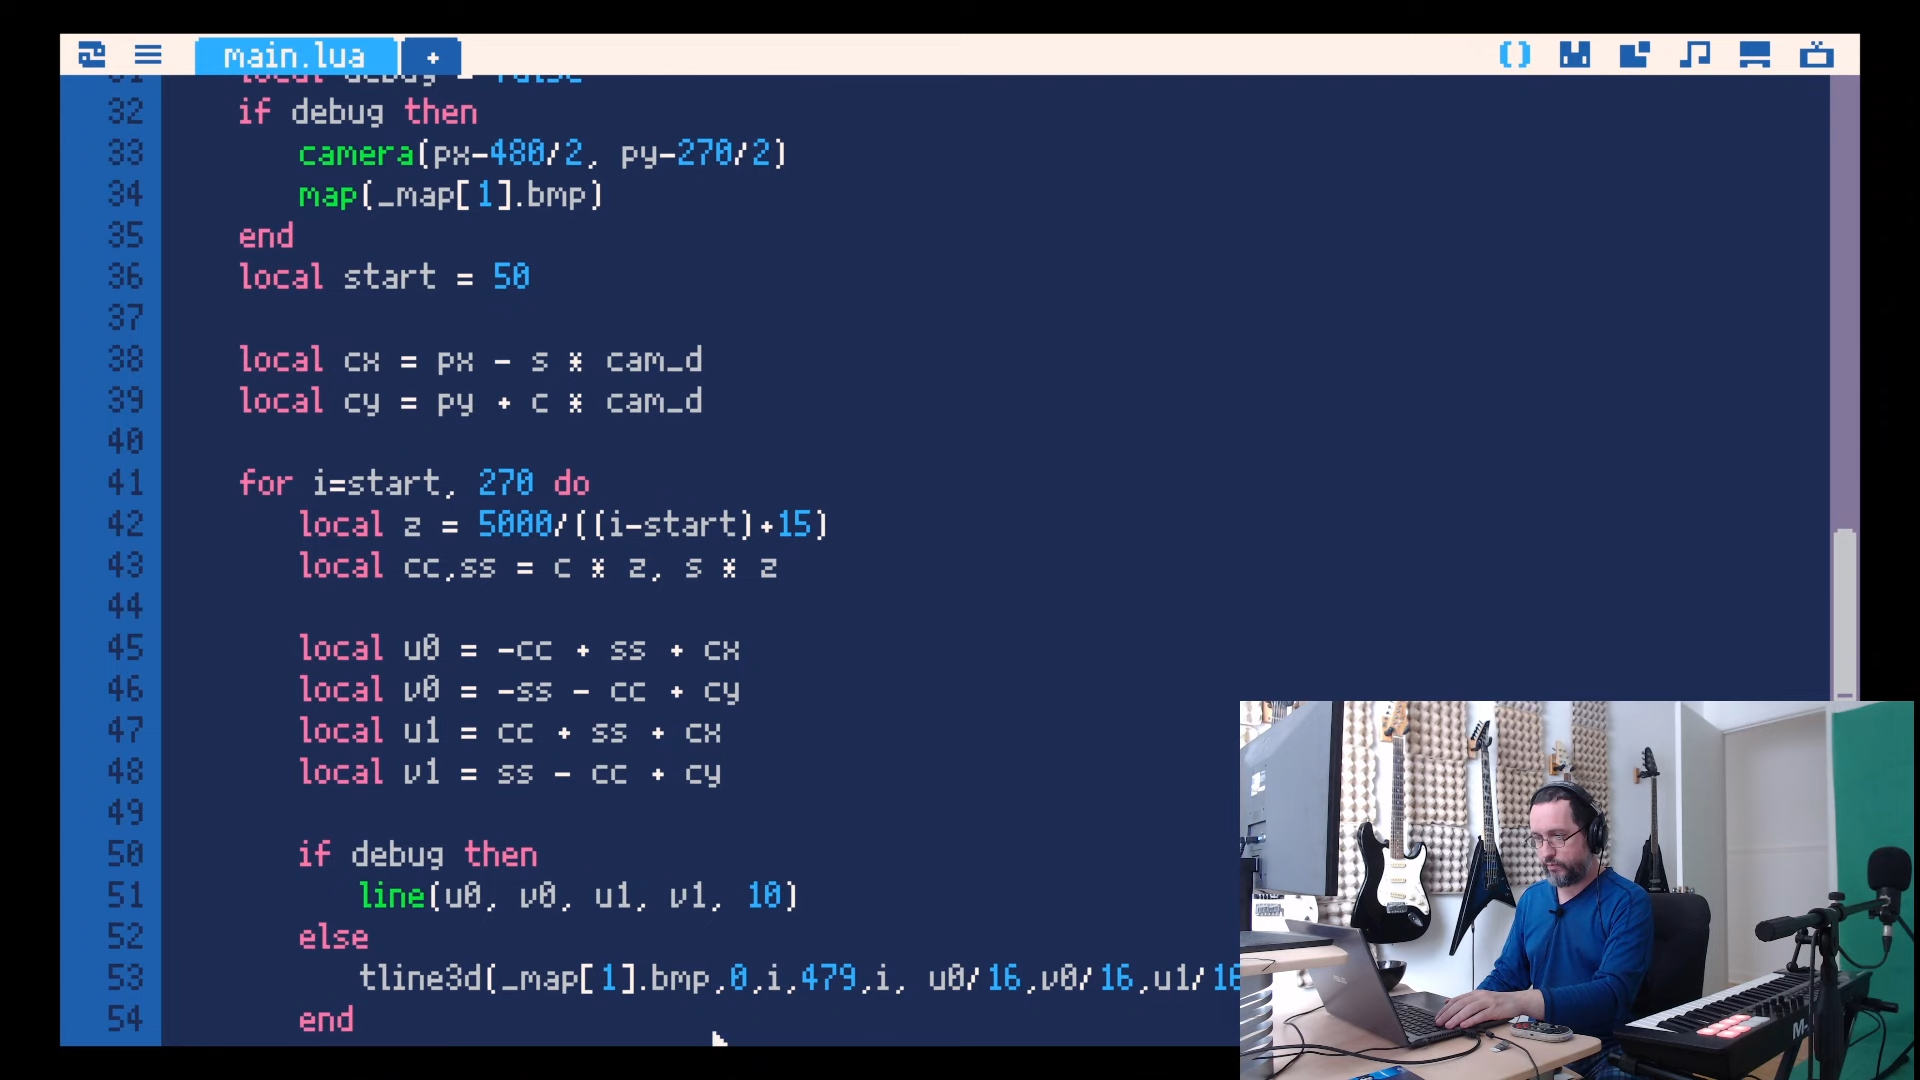 main.lua +
31 local debug = false
32 if debug then
33 camera(px-480/2, py-270/2)
34 map(_map[1].bmp)
35 end
36 local start = 50
37
38 local cx = px - s * cam_d
39 local cy = py + c * cam_d
40
41 for i=start, 270 do
42 local z = 5000/((i-start)+15)
43 local cc,ss = c * z, s * z
44
45 local u0 = -cc + ss + cx
46 local v0 = -ss - cc + cy
47 local u1 = cc + ss + cx
48 local v1 = ss - cc + cy
49
50 if debug then
51 line(u0, v0, u1, v1, 10)
52 else
53 tline3d(_map[1].bmp,0,i,479,i, u0/16,v0/16,u1/16
54 end